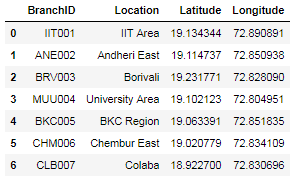 BranchID Location Latitude Longitude
0 IIT001 IIT Area 19.134344 72.890891
1 ANE002 Andheri East 19.114737 72.850938
2 BRV003 Borivali 19.231771 72.828090
3 MUU004 University Area 19.102123 72.804951
4 BKC005 BKC Region 19.063391 72.851835
5 CHM006 Chembur East 19.020779 72.834109
6 CLB007 Colaba 18.922700 72.830696